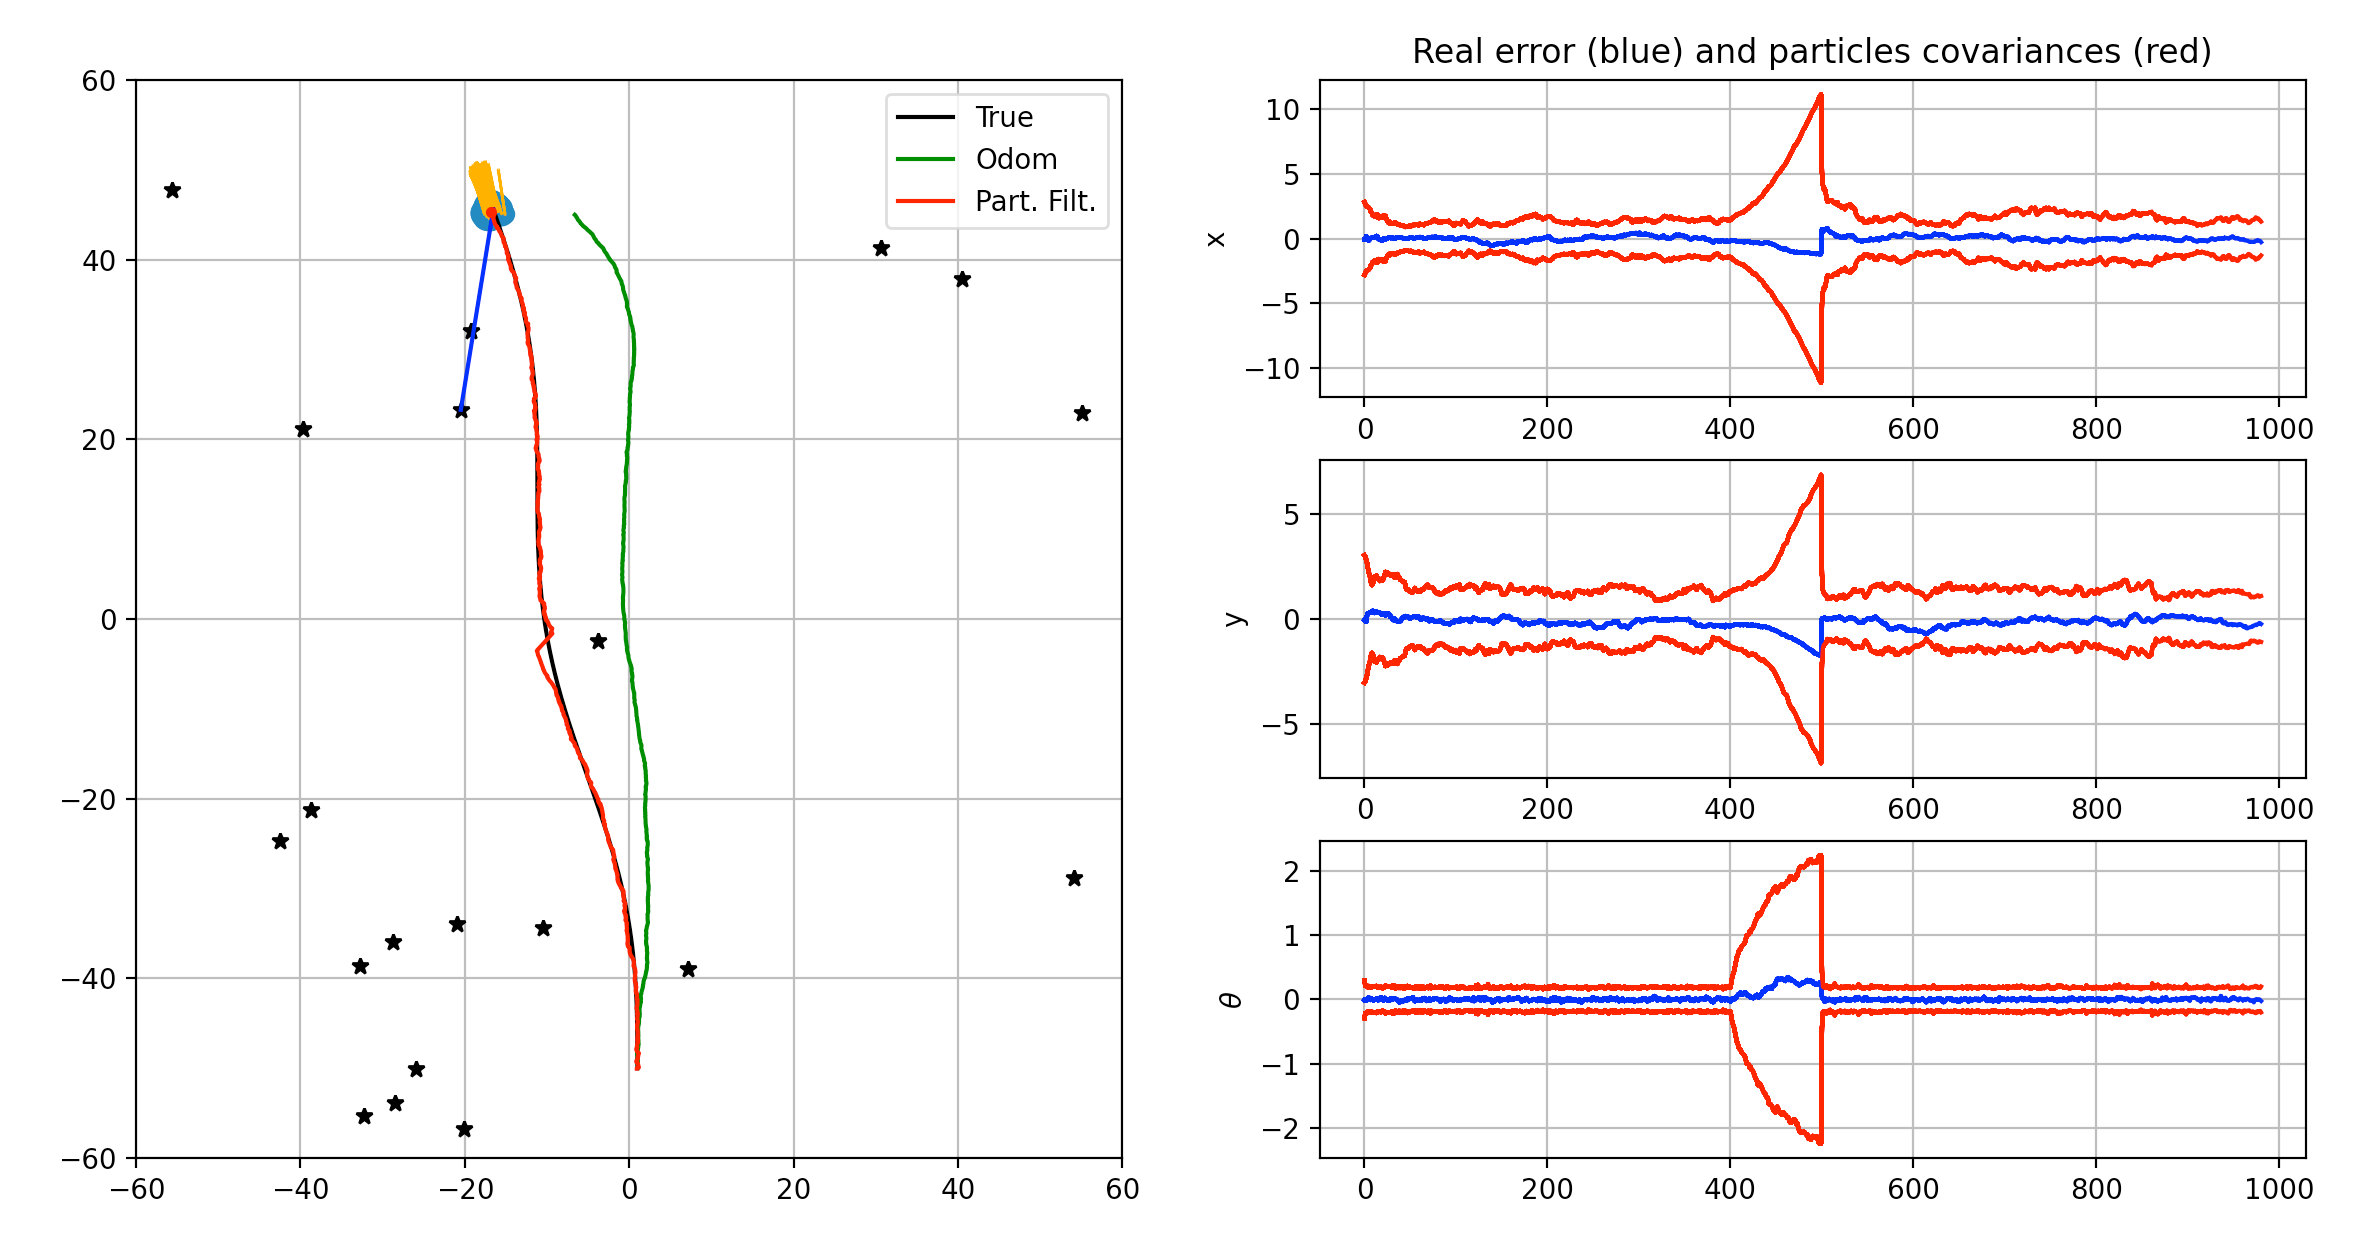 60
40
20
0
−20
−40
−60
−60 −40 −20 0 20 40 60
True
Odom
Part. Filt.
Real error (blue) and particles covariances (red)
x
10
5
0
−5
−10
0 200 400 600 800 1000
y
5
0
−5
0 200 400 600 800 1000
θ
2
1
0
−1
−2
0 200 400 600 800 1000